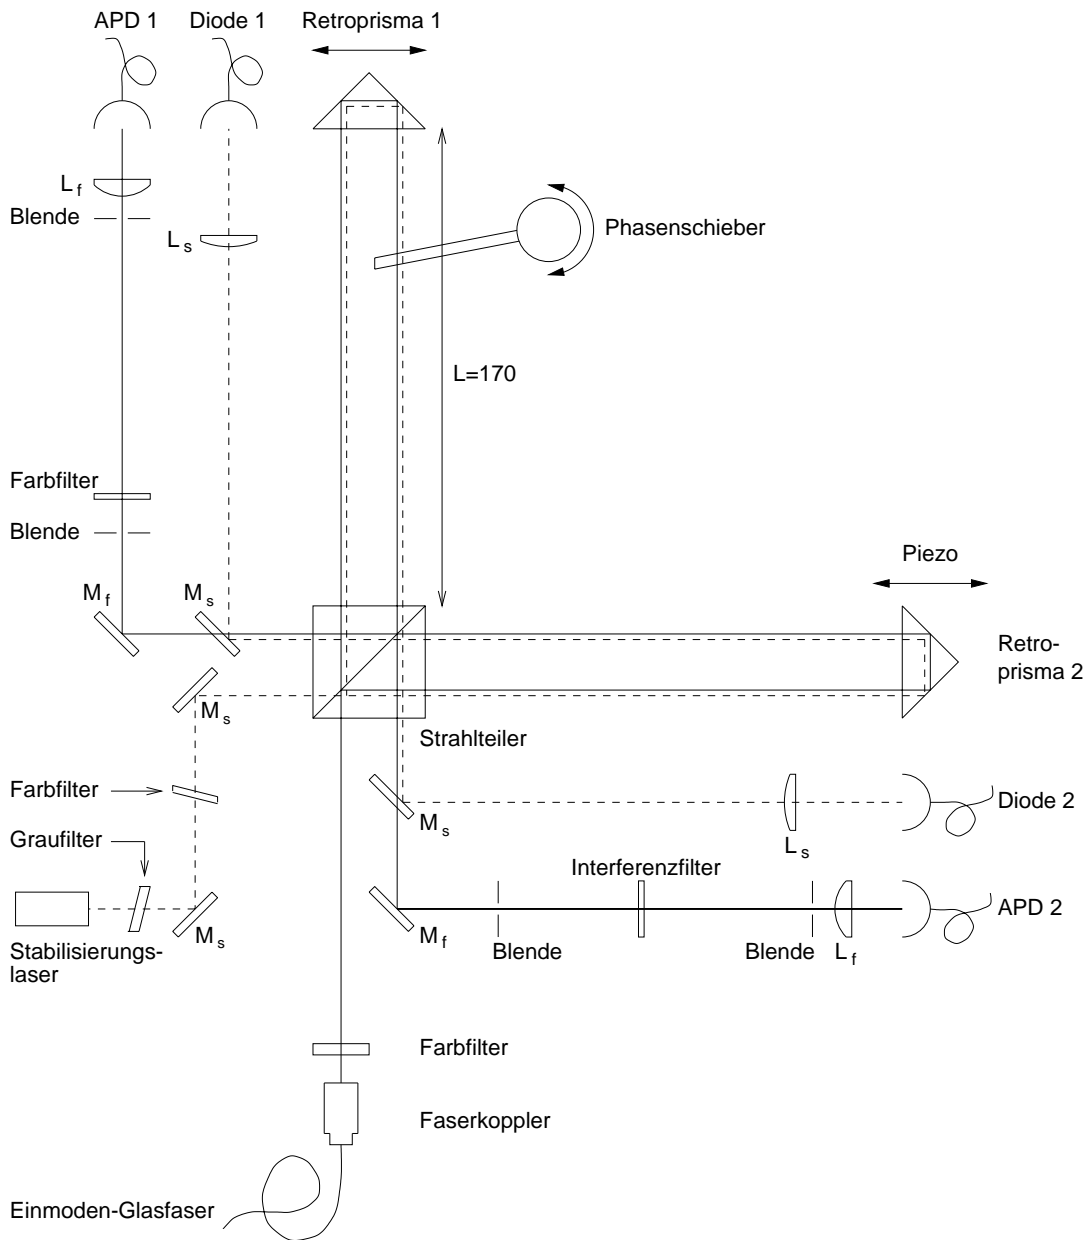 APD 1
Diode 1
Retroprisma 1
L f
Blende
L s
Phasenschieber
L=170
Farbfilter
Blende
Piezo
M f
M s
Retro-
prisma 2
M s
Strahlteiler
Farbfilter
Diode 2
M s
Graufilter
L s
Interferenzfilter
APD 2
M s
M f
Blende
Blende
L f
Stabilisierungs-
laser
Farbfilter
Faserkoppler
Einmoden-Glasfaser